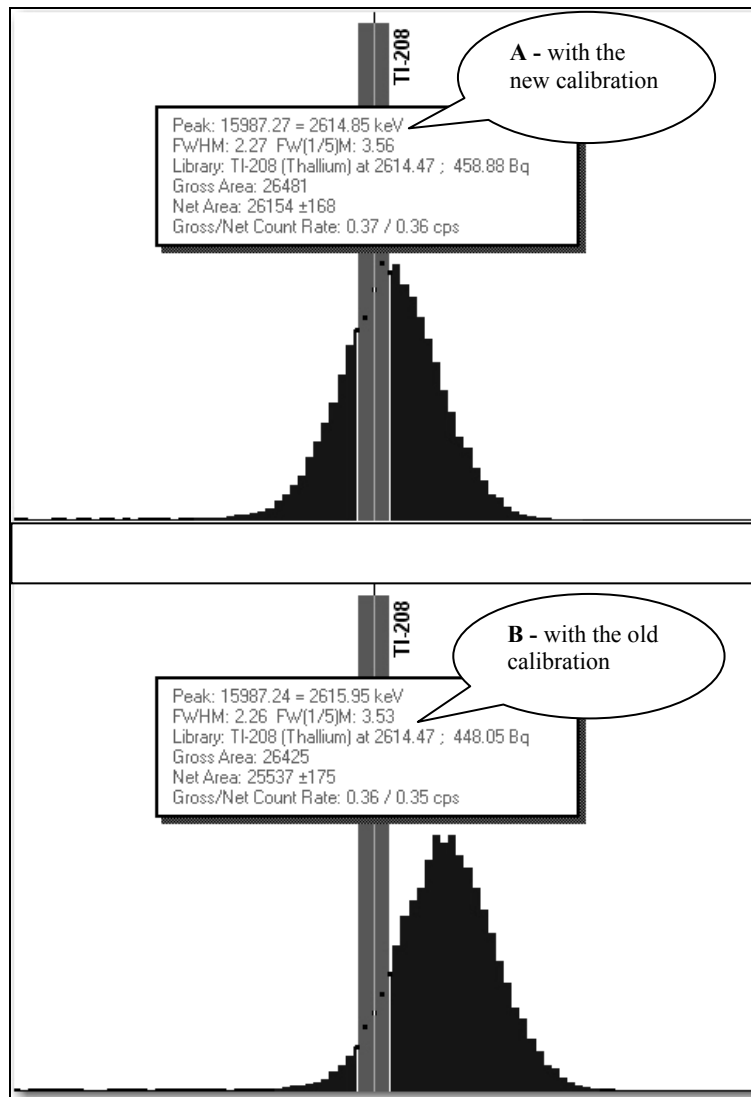 TI-208
A - with the
new calibration
Peak: 15987.27 = 2614.85 keV
FWHM: 2.27 FW(1/5)M: 3.56
Library: TI-208 (Thallium) at 2614.47 ; 458.88 Bq
Gross Area: 26481
Net Area: 26154 ±168
Gross/Net Count Rate: 0.37 / 0.36 cps
TI-208
B - with the old
calibration
Peak: 15987.24 = 2615.95 keV
FWHM: 2.26 FW(1/5)M: 3.53
Library: TI-208 (Thallium) at 2614.47 ; 448.05 Bq
Gross Area: 26425
Net Area: 25537 ±175
Gross/Net Count Rate: 0.36 / 0.35 cps